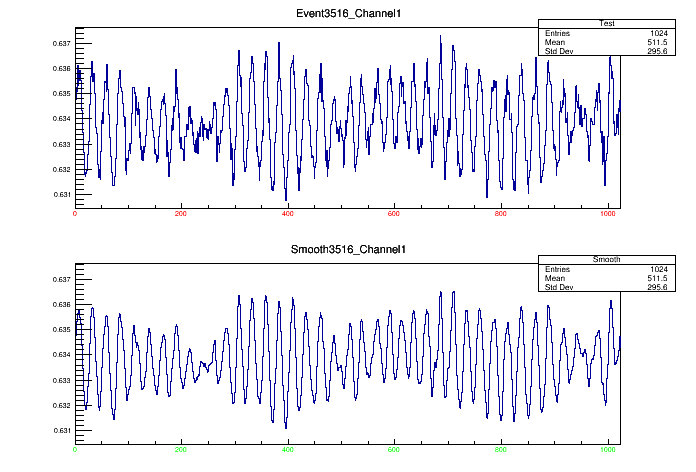 Event3516_Channel1
Test
Entries 1024
Mean 511.5
Std Dev 295.6
0.637
0.636
0.635
0.634
0.633
0.632
0.631
0 200 400 600 800 1000
Smooth3516_Channel1
Smooth
Entries 1024
Mean 511.5
Std Dev 295.6
0.637
0.636
0.635
0.634
0.633
0.632
0.631
0 200 400 600 800 1000